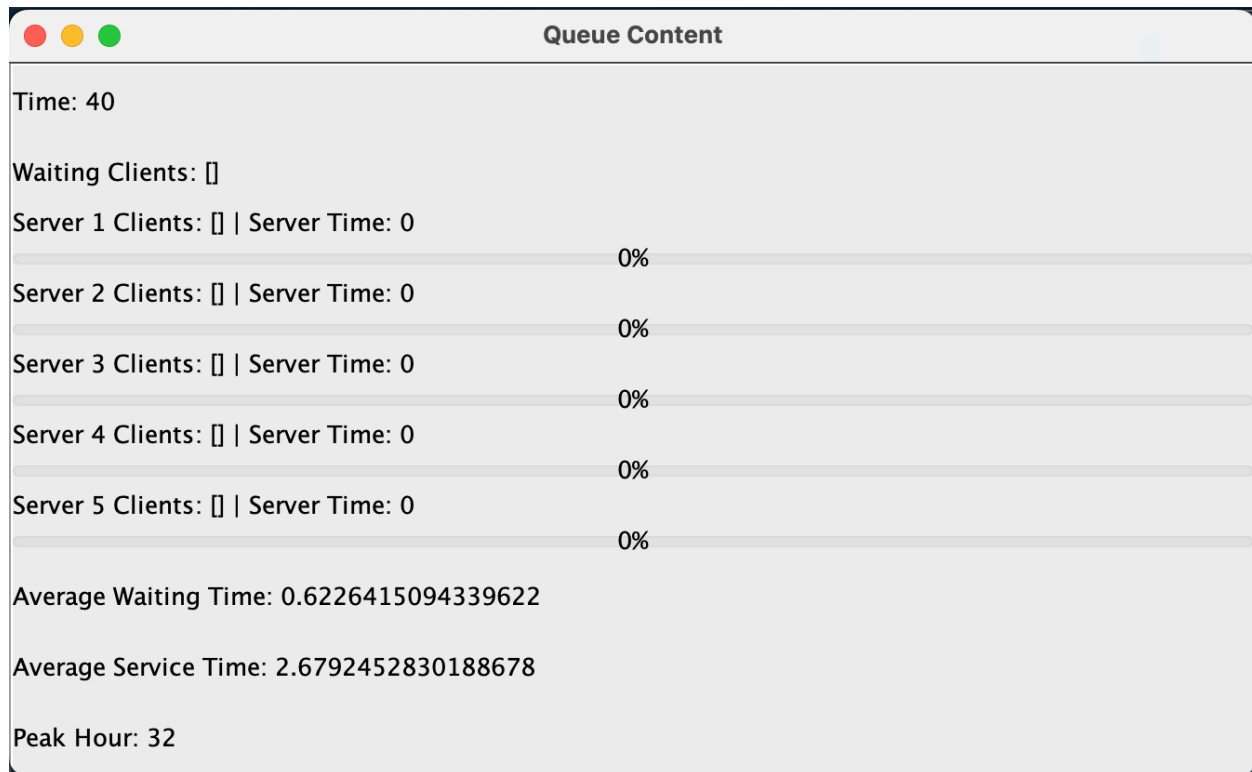 Queue Content
Time: 40
Waiting Clients: []
Server 1 Clients: [] | Server Time: 0
0%
Server 2 Clients: [] | Server Time: 0
0%
Server 3 Clients: [] | Server Time: 0
0%
Server 4 Clients: [] | Server Time: 0
0%
Server 5 Clients: [] | Server Time: 0
0%
Average Waiting Time: 0.6226415094339622
Average Service Time: 2.6792452830188678
Peak Hour: 32